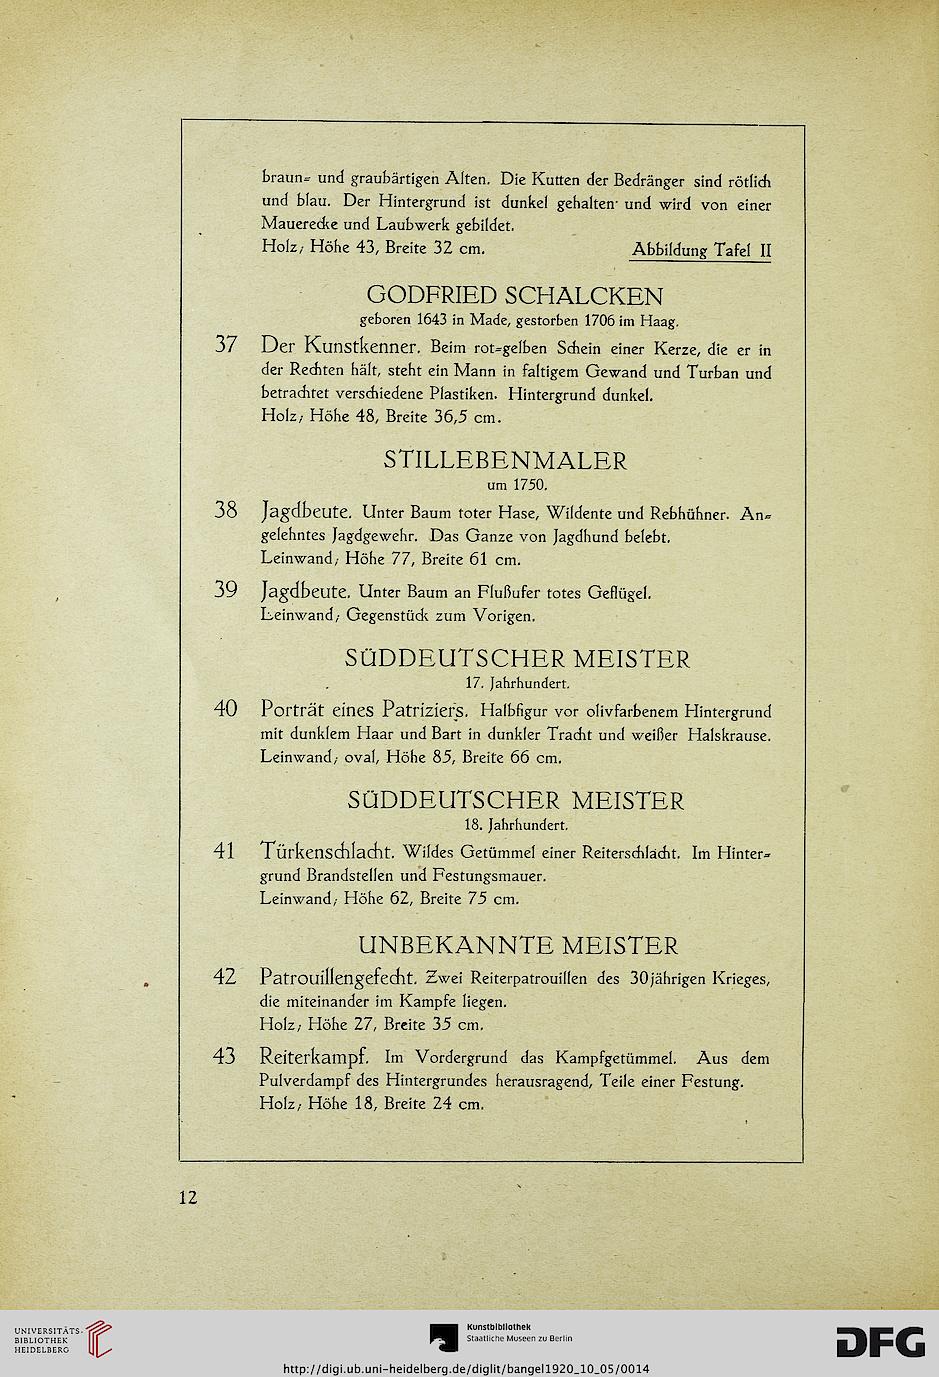 braun= und graubärtigen Alten. Die Kutten der Bedränger sind rötlich
und blau. Der Hintergrund ist dunkel gehalten und wird von einer
Mauerecke und Laubwerk gebildet.
Holz; Höhe 43, Breite 32 cm. Abbildung Tafel II
GODFRIED SCHALCKEN
geboren 1643 in Made, gestorben 1706 im Haag.
37 Der Kunstkenner. Beim rot=gelben Schein einer Kerze, die er in
der Rechten hält, steht ein Mann in faltigem Gewand und Turban und
betrachtet verschiedene Plastiken. Hintergrund dunkel.
Holz; Höhe 48, Breite 36,5 cm.
STILLEBENMALER
um 1750.
38 Jagdbeute. Unter Baum toter Hase, Wildente und Rebhühner. An=
gelehntes Jagdgewehr. Das Ganze von Jagdhund belebt.
Leinwand; Höhe 77, Breite 61 cm.
39 Jagdbeute. Unter Baum an Flußufer totes Geflügel.
Leinwand; Gegenstück zum Vorigen.
SÜDDEUTSCHER MEISTER
17. Jahrhundert.
40 Porträt eines Patriziers. Halbfigur vor olivfarbenem Hintergrund
mit dunklem Haar und Bart in dunkler Tracht und weißer Halskrause.
Leinwand; oval, Höhe 85, Breite 66 cm.
SÜDDEUTSCHER MEISTER
18. Jahrhundert.
41 Türkenschlacht. Wildes Getümmel einer Reiterschlacht. Im Hinter=
grund Brandstellen und Festungsmauer.
Leinwand; Höhe 62, Breite 75 cm.
UNBEKANNTE MEISTER
42 Patrouillengefecht. Zwei Reiterpatrouillen des 30jährigen Krieges,
die miteinander im Kampfe liegen.
Holz; Höhe 27, Breite 35 cm.
43 Reiterkampf. Im Vordergrund das Kampfgetümmel. Aus dem
Pulverdampf des Hintergrundes herausragend, Teile einer Festung.
Holz; Höhe 18, Breite 24 cm.
12
UNIVERSITÄTS-
BIBLIOTHEK
HEIDELBERG
Kunstbibliothek
Staatliche Museen zu Berlin
DFG
http://digi.ub.uni-heidelberg.de/diglit/bangel1920_10_05/0014